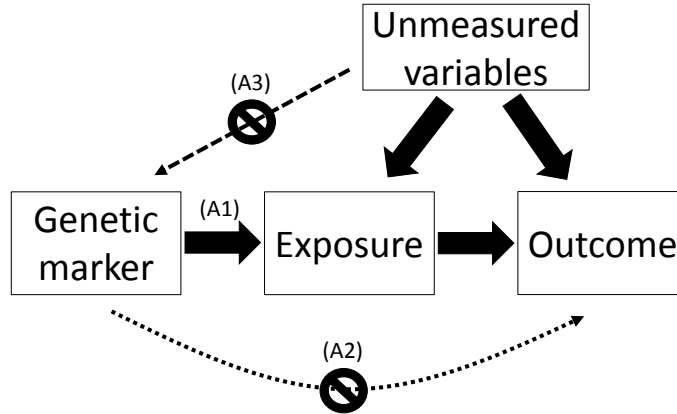 Unmeasured
variables
(A3)
(A1)
Genetic
marker
Exposure
Outcome
(A2)